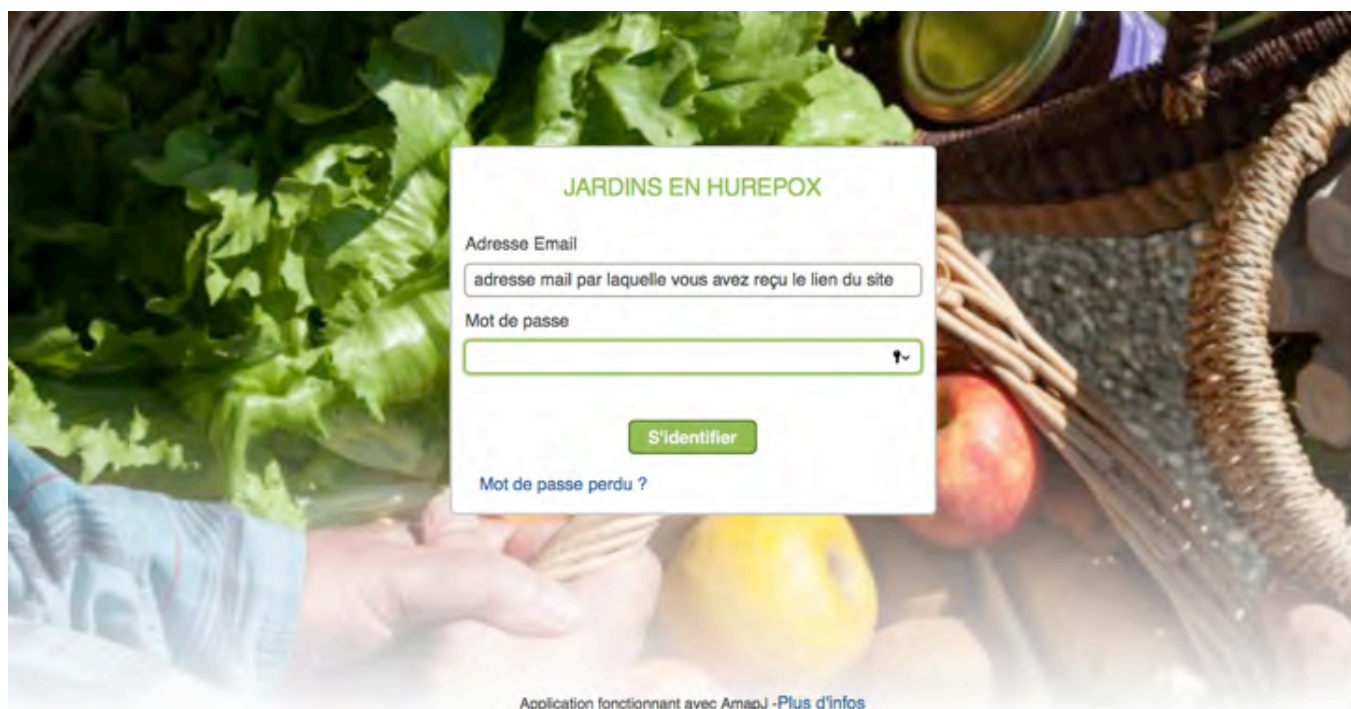 JARDINS EN HUREPOX
Adresse Email
adresse mail par laquelle vous avez reçu le lien du site
Mot de passe
S'identifier
Mot de passe perdu ?
Application fonctionnant avec AmapJ -Plus d'infos